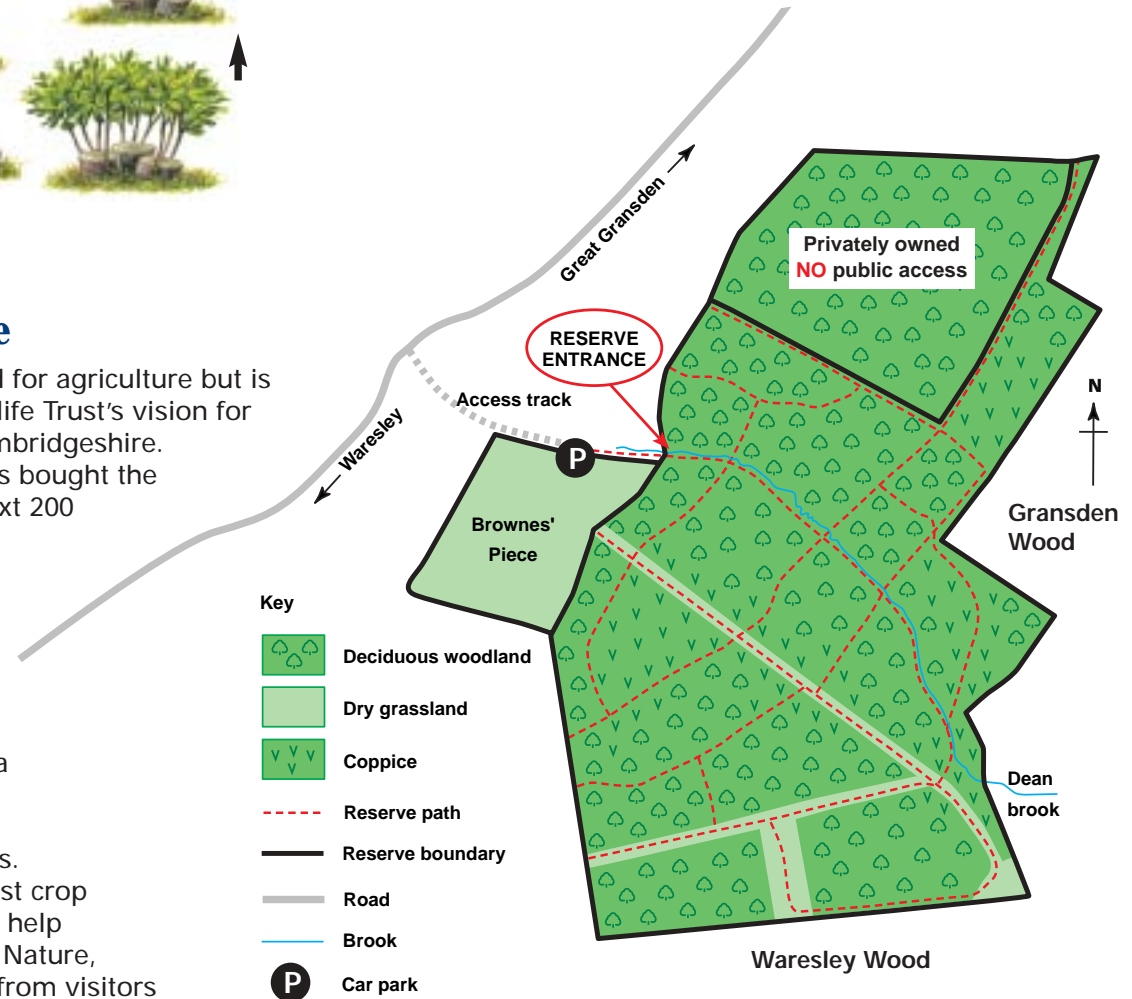 e
l for agriculture but is
life Trust's vision for
mbridgeshire.
s bought the
xt 200
a
s.
st crop
help
Nature,
from visitors
Great Gransden
Waresley
Access track
RESERVE
ENTRANCE
P
Privately owned
NO public access
N
Gransden
Wood
Brownes'
Piece
Dean
brook
Waresley Wood
Key
Deciduous woodland
Dry grassland
Coppice
Reserve path
Reserve boundary
Road
Brook
P
Car park